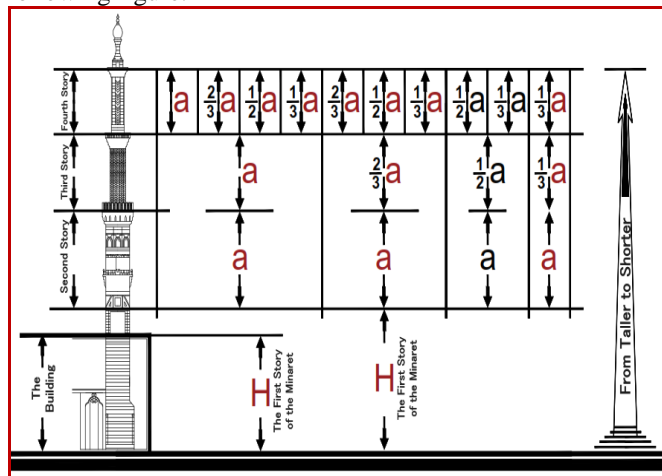 Fourth Story
a
2/3 a
1/2 a
1/3 a
2/3 a
1/2 a
1/3 a
1/2 a
1/3 a
1/3 a
Third Story
a
2/3 a
1/2 a
1/3 a
Second Story
a
a
a
a
The
Building
H
The First Story
of the Minaret
H
The First Story
of the Minaret
From Taller to Shorter